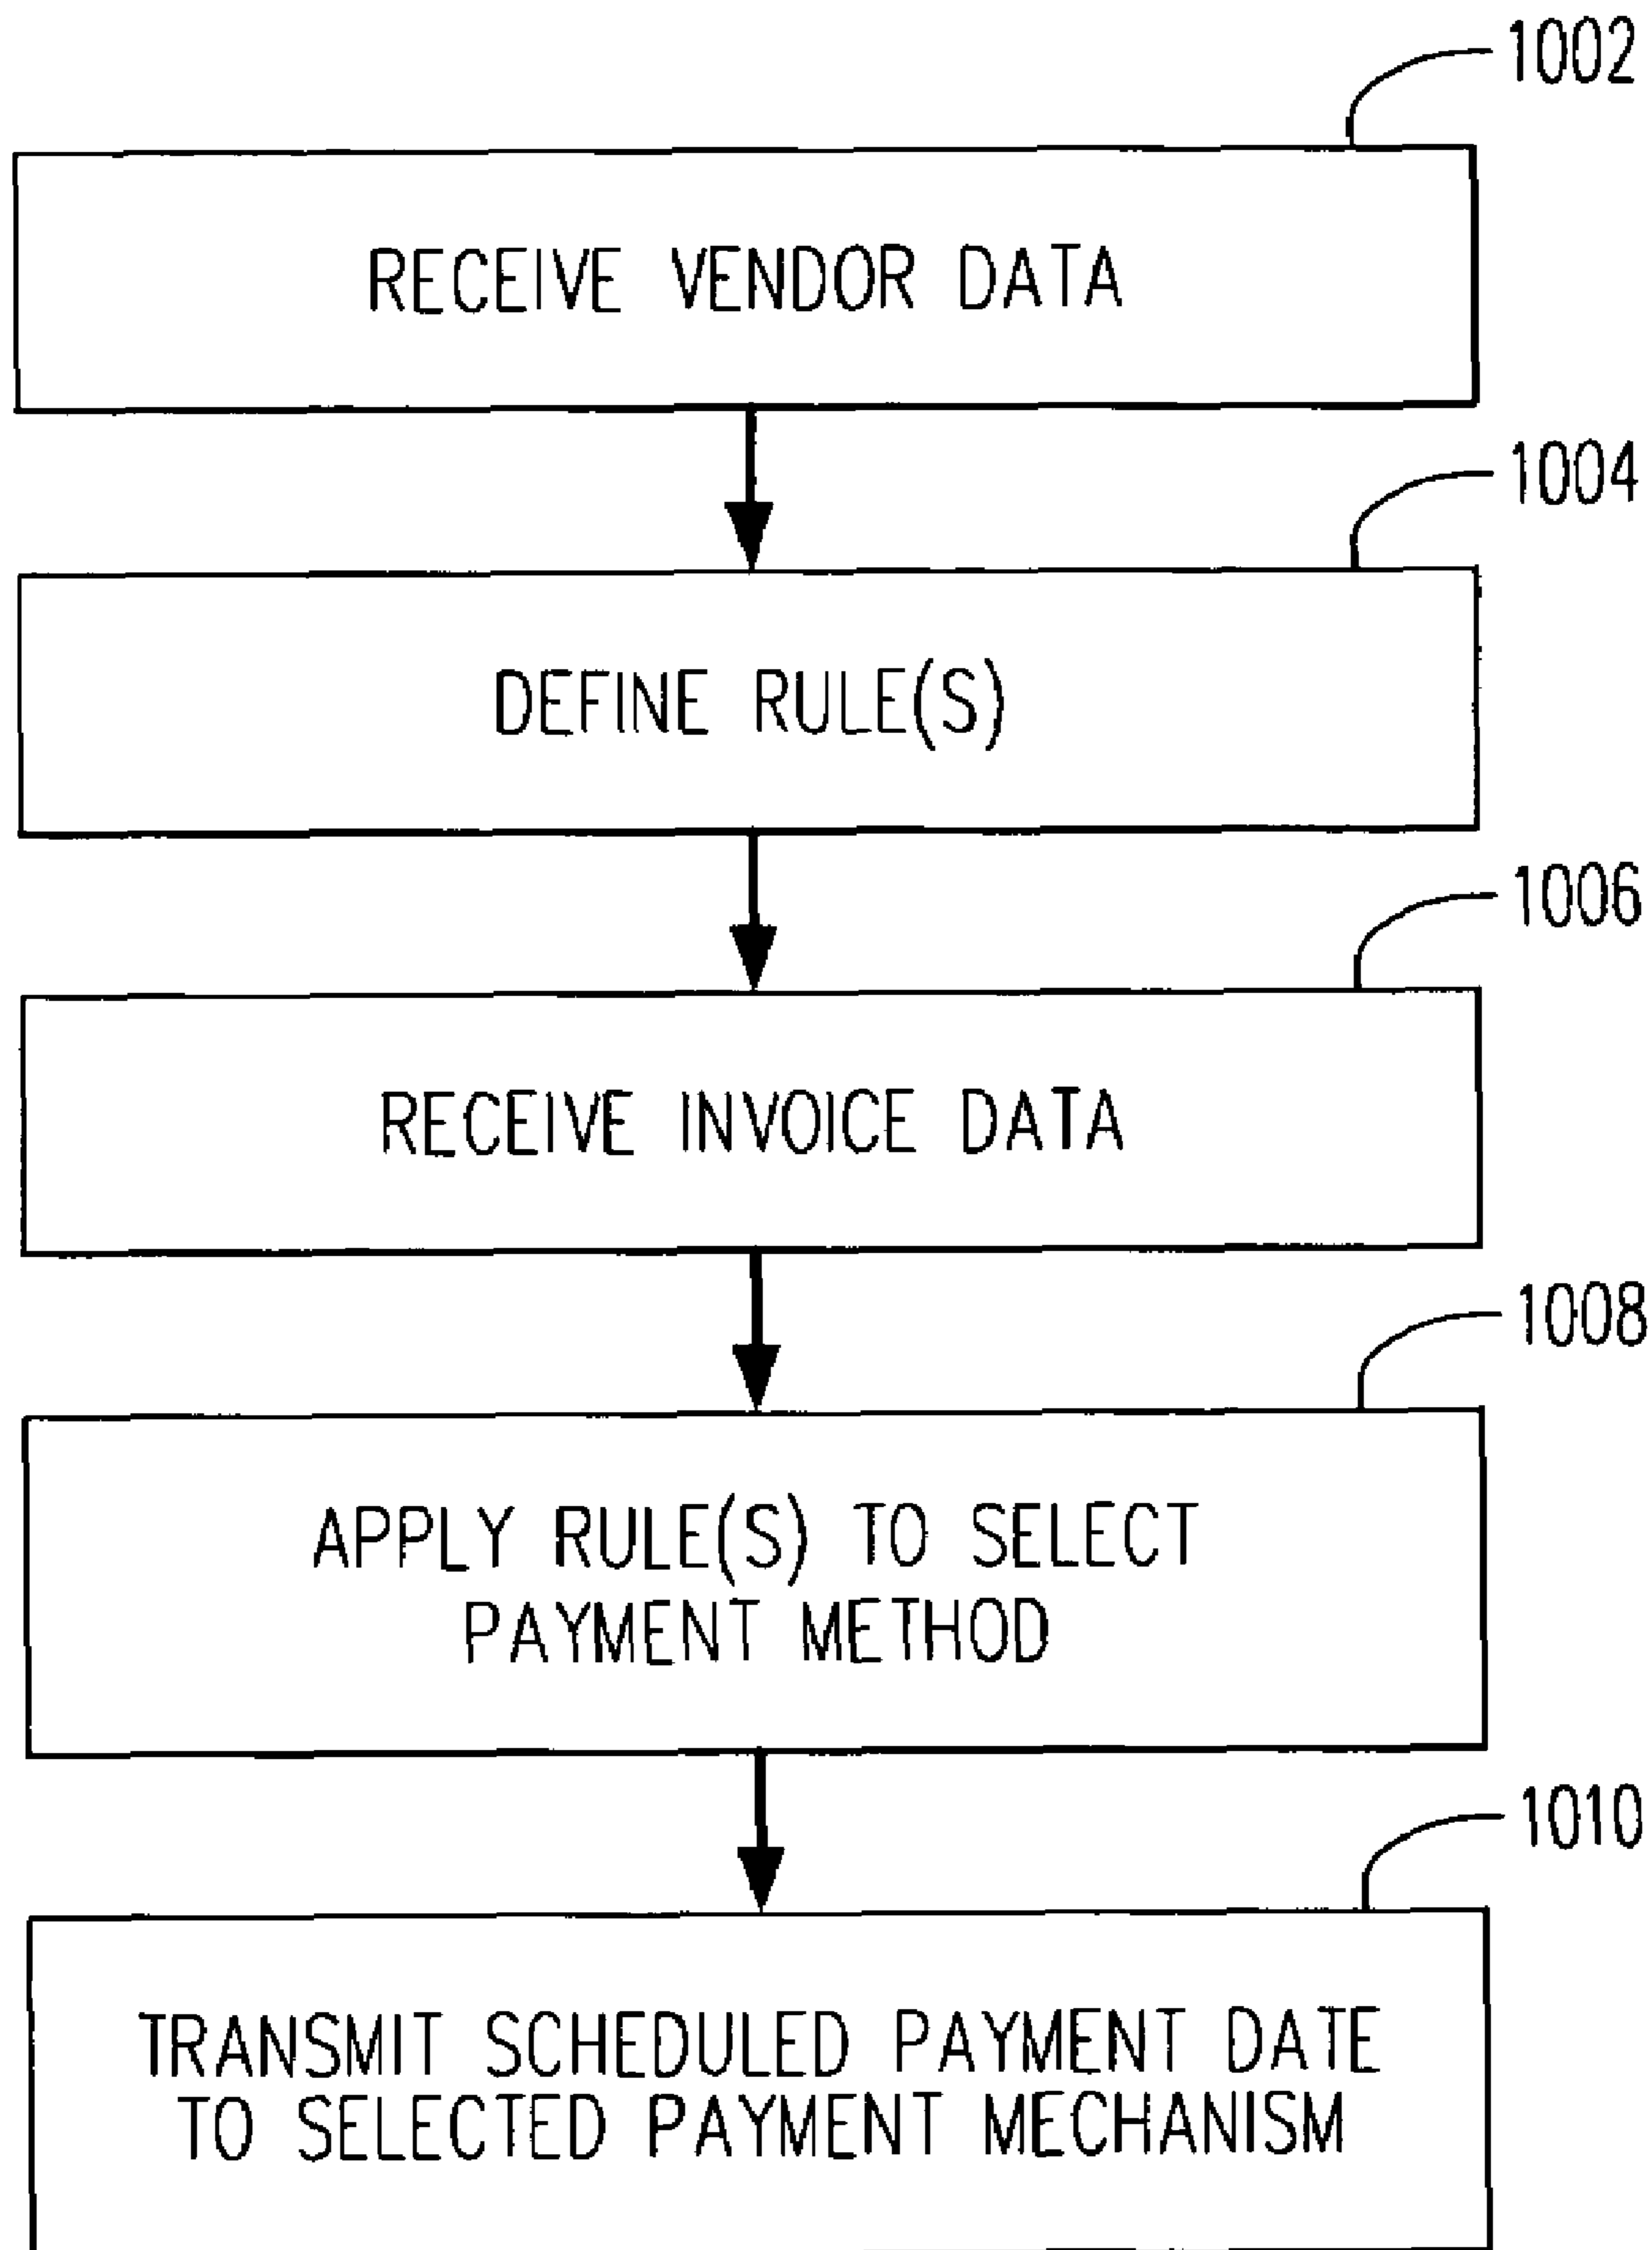 1002
RECEIVE VENDOR DATA
1004
DEFINE RULE(S)
1006
RECEIVE INVOICE DATA
1008
APPLY RULE(S) TO SELECT
PAYMENT METHOD
1010
TRANSMIT SCHEDULED PAYMENT DATE
TO SELECTED PAYMENT MECHANISM